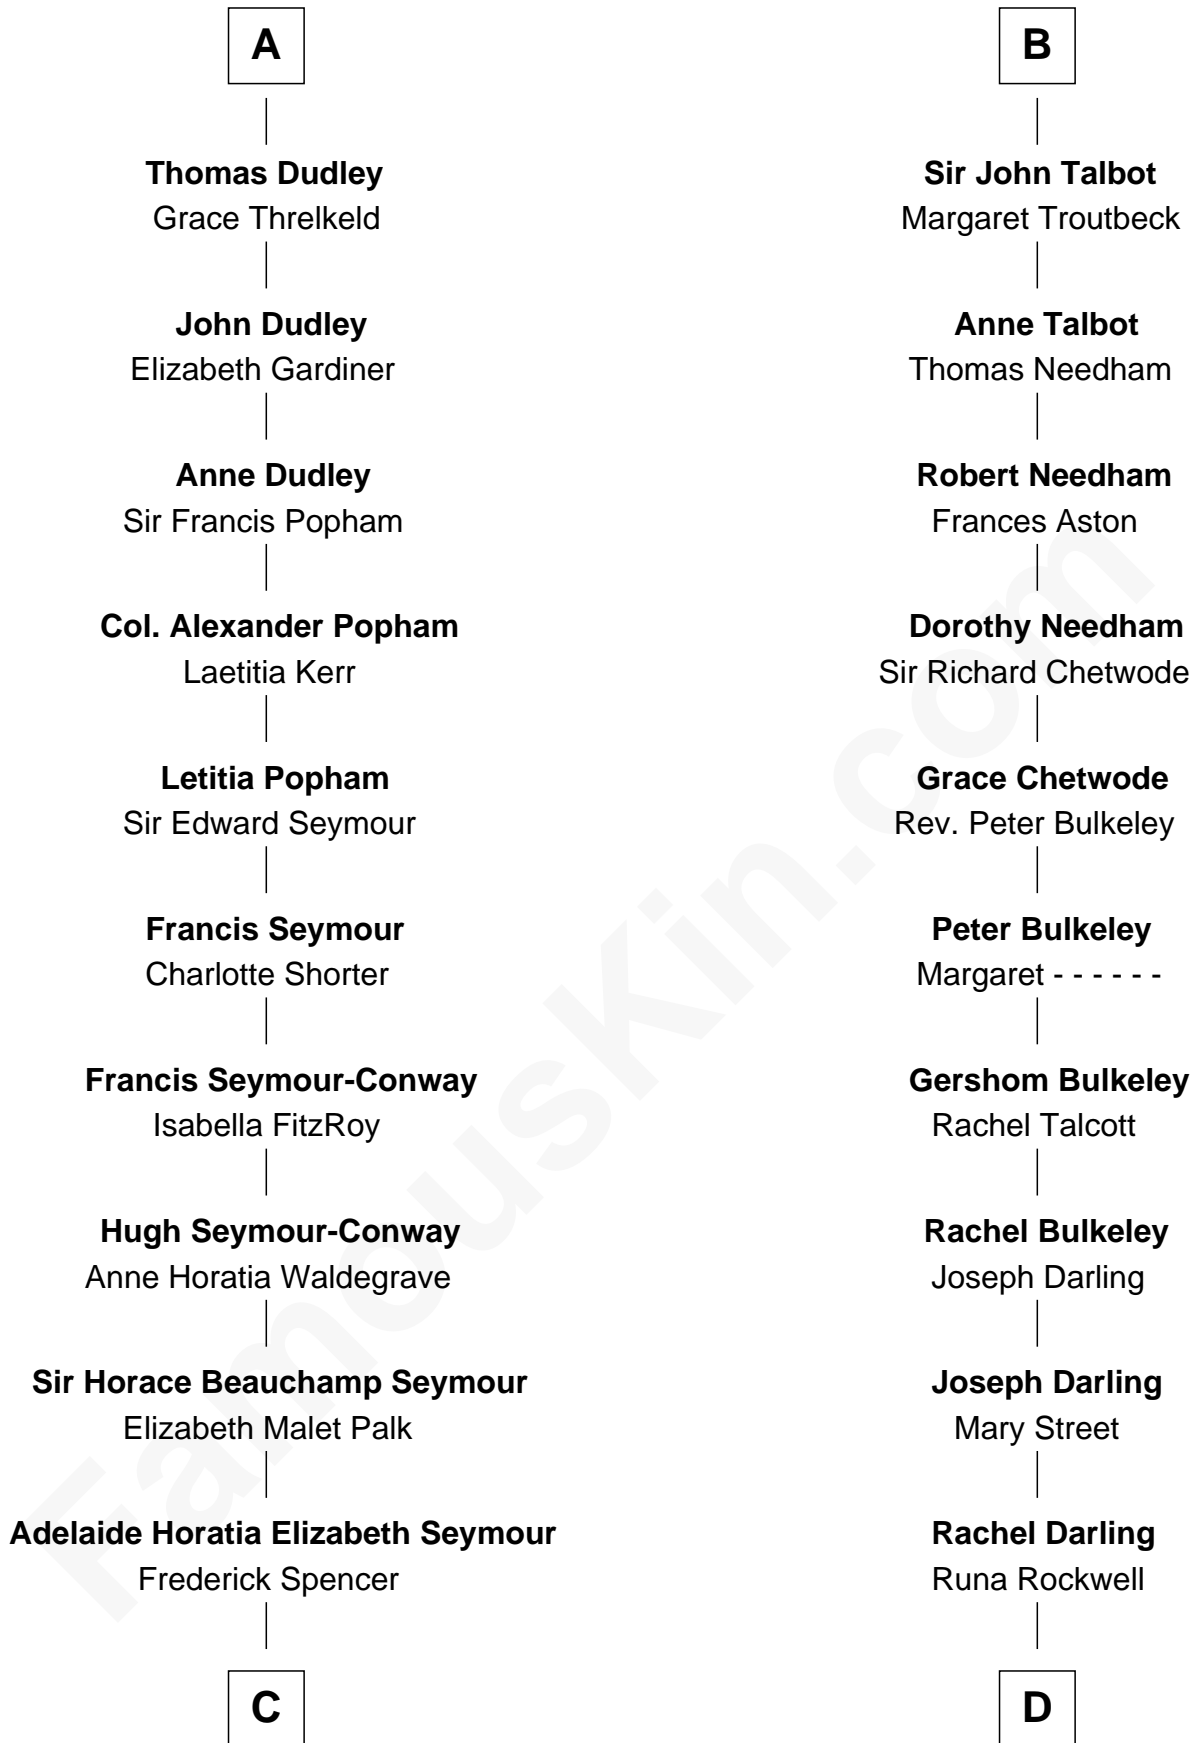 A
Thomas Dudley
Grace Threlkeld
John Dudley
Elizabeth Gardiner
Anne Dudley
Sir Francis Popham
Col. Alexander Popham
Laetitia Kerr
Letitia Popham
Sir Edward Seymour
Francis Seymour
Charlotte Shorter
Francis Seymour-Conway
Isabella FitzRoy
Hugh Seymour-Conway
Anne Horatia Waldegrave
Sir Horace Beauchamp Seymour
Elizabeth Malet Palk
Adelaide Horatia Elizabeth Seymour
Frederick Spencer
C
B
Sir John Talbot
Margaret Troutbeck
Anne Talbot
Thomas Needham
Robert Needham
Frances Aston
Dorothy Needham
Sir Richard Chetwode
Grace Chetwode
Rev. Peter Bulkeley
Peter Bulkeley
Margaret - - - - - -
Gershom Bulkeley
Rachel Talcott
Rachel Bulkeley
Joseph Darling
Joseph Darling
Mary Street
Rachel Darling
Runa Rockwell
D
FamousKin.com